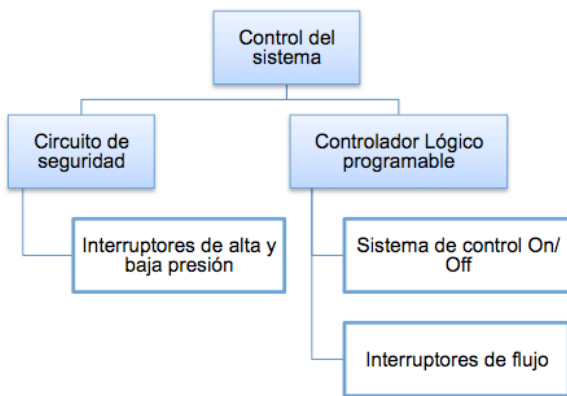 Control del
sistema
Circuito de
seguridad
Controlador Lógico
programable
Interruptores de alta y
baja presión
Sistema de control On/
Off
Interruptores de flujo